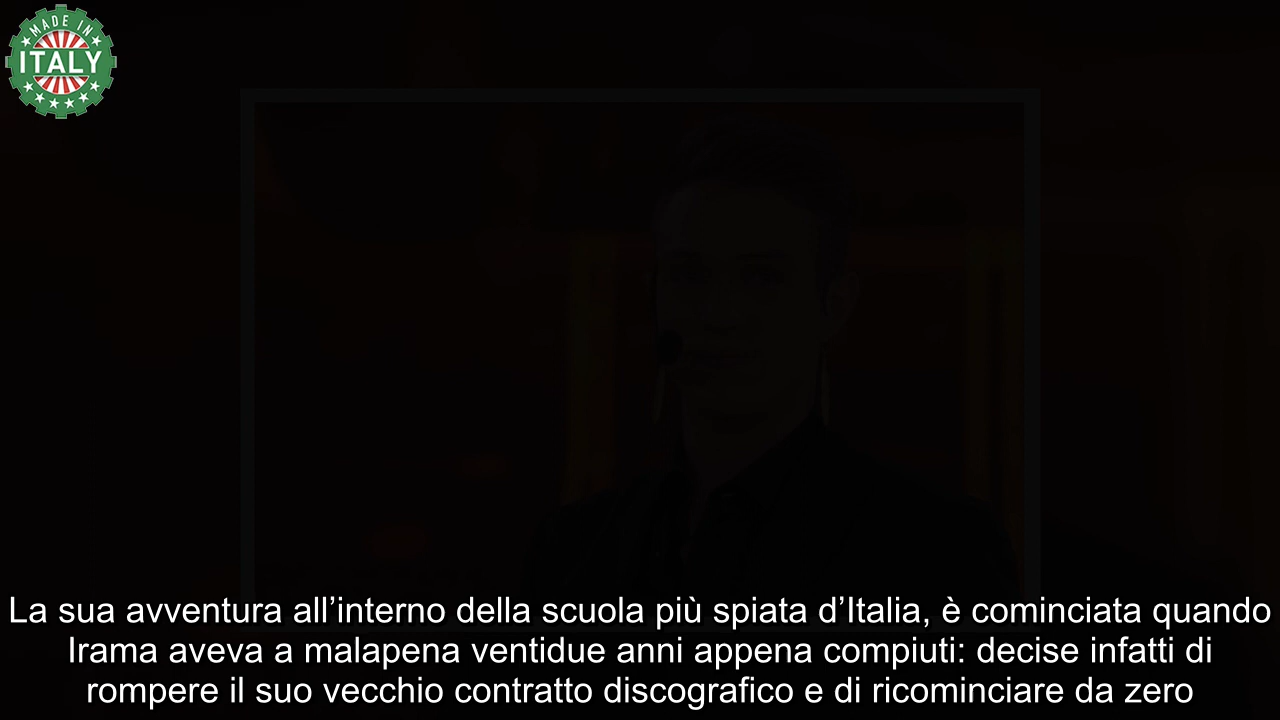 MADE IN
ITALY
La sua avventura all’interno della scuola più spiata d’Italia, è cominciata quando
Irama aveva a malapena ventidue anni appena compiuti: decise infatti di
rompere il suo vecchio contratto discografico e di ricominciare da zero